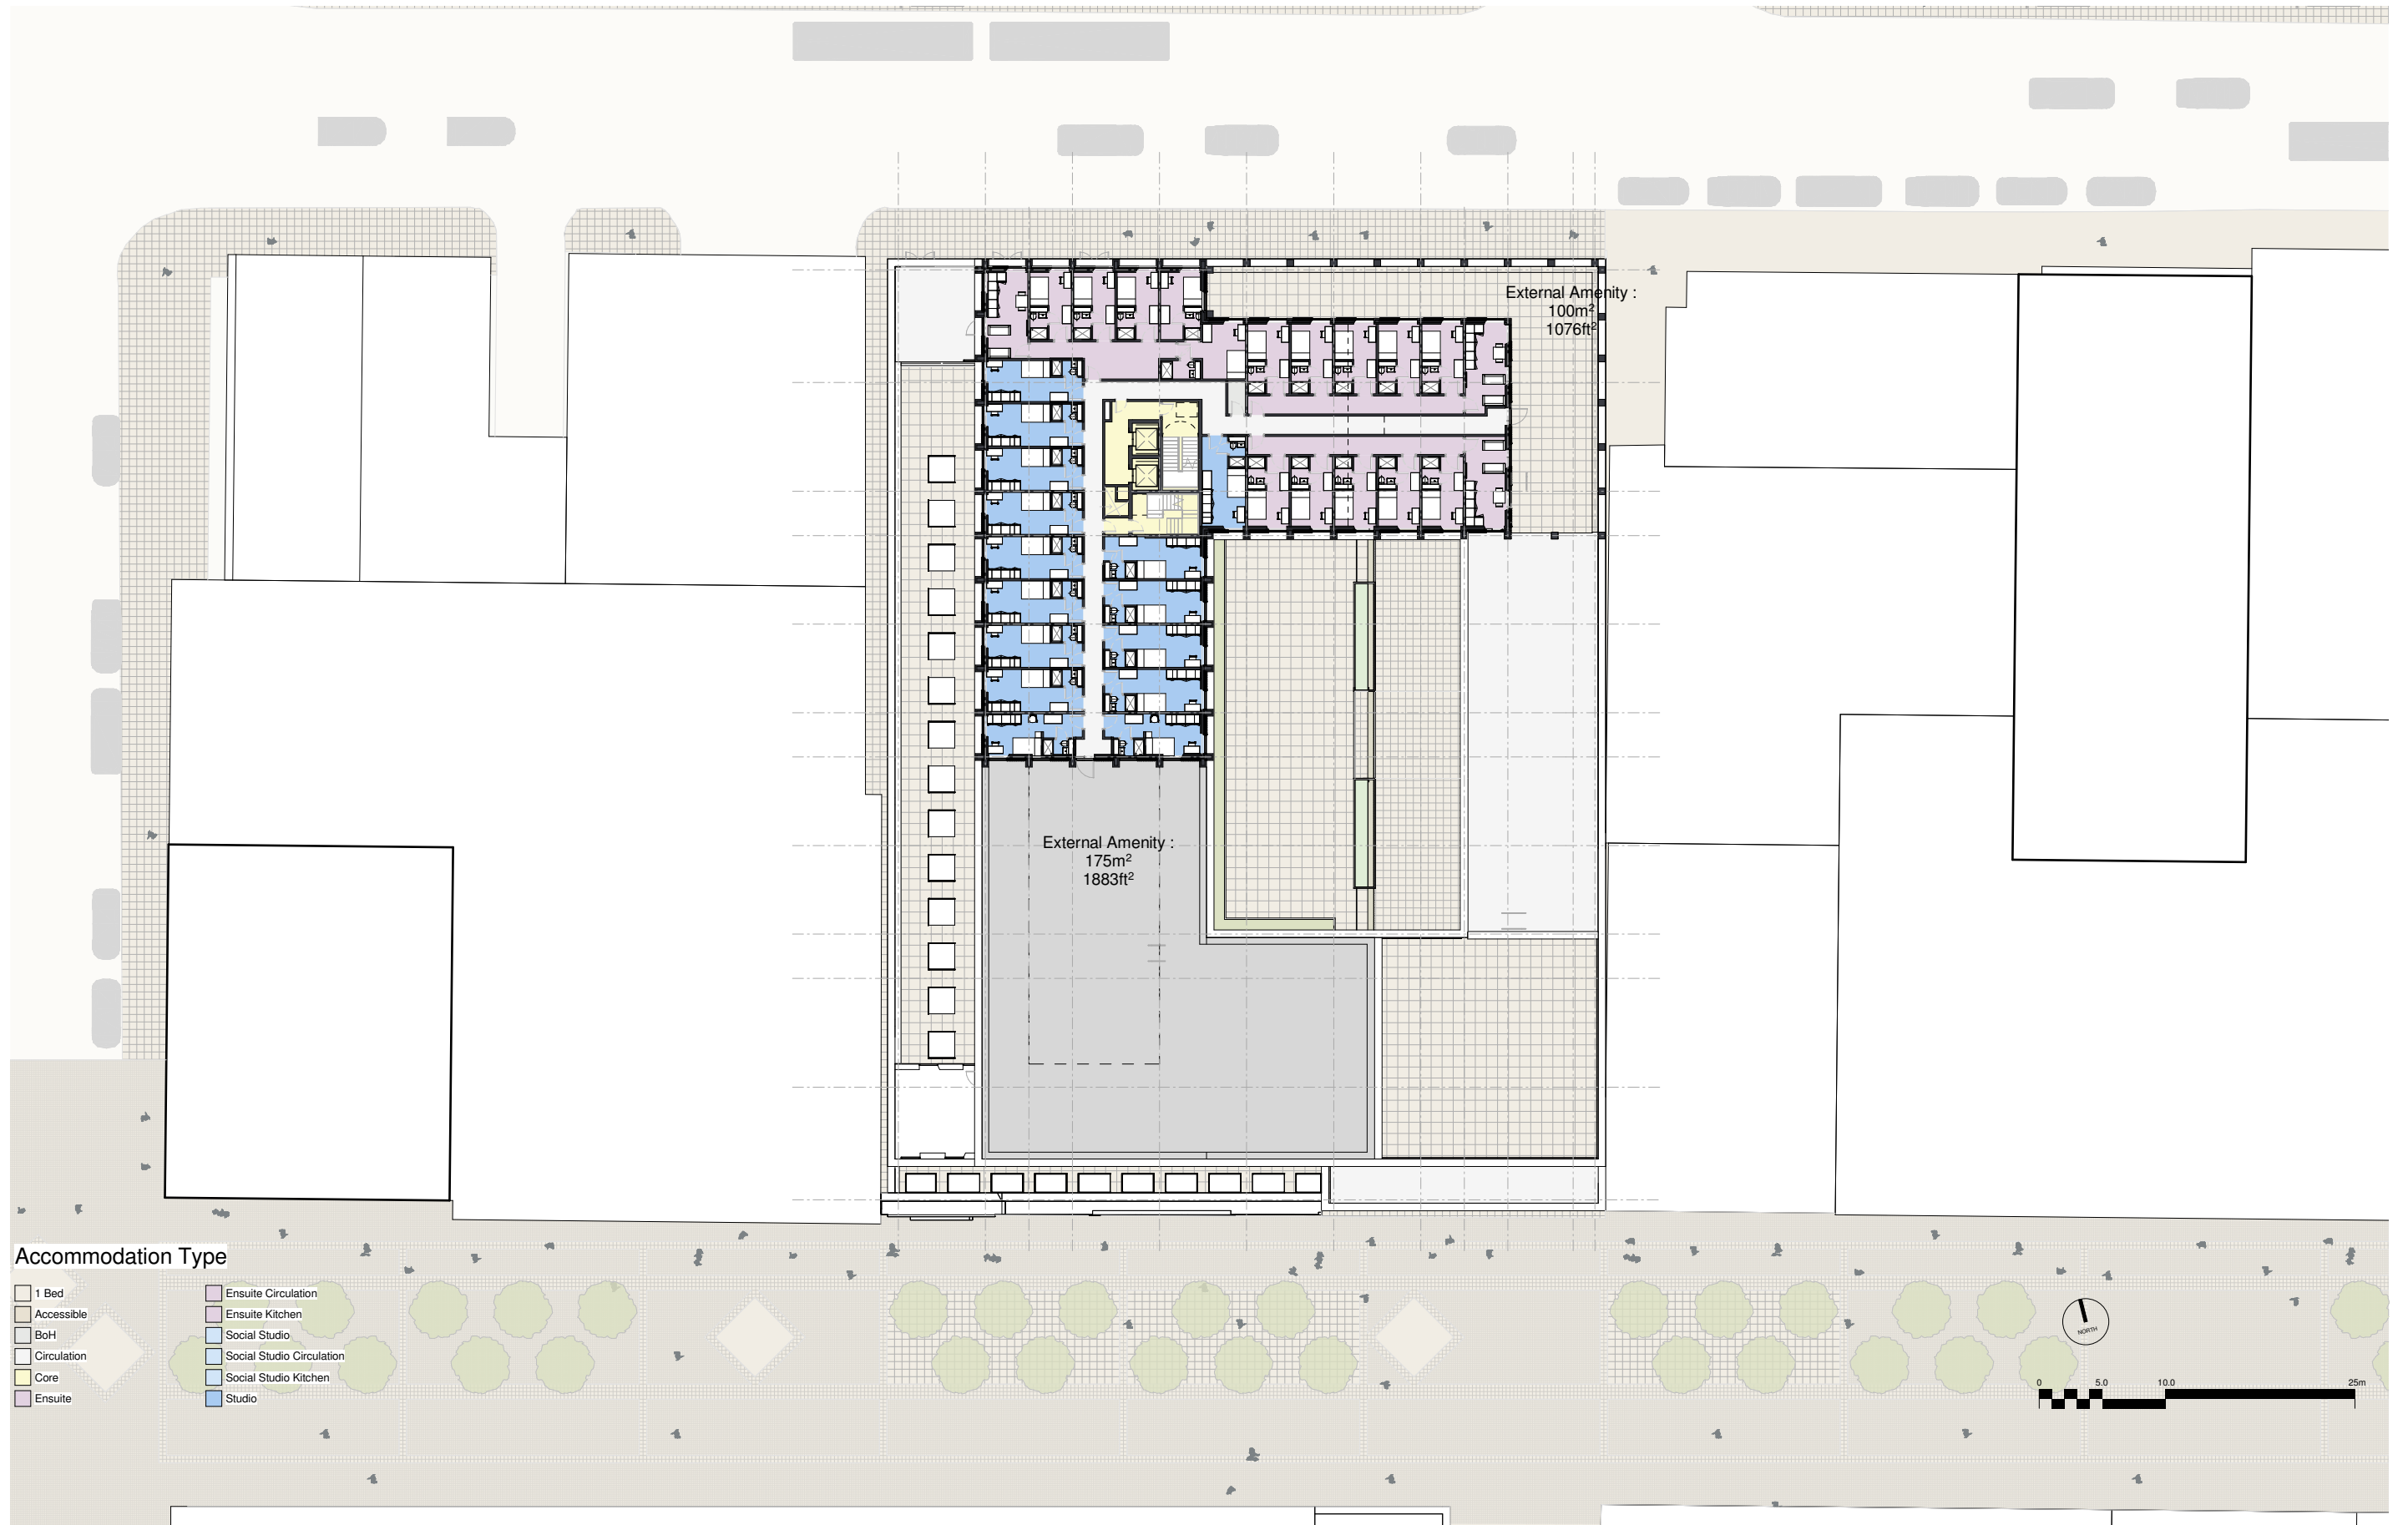 External Amenity :
100m²
1076ft²
External Amenity :
175m²
1883ft²
Accommodation Type
1 Bed
Accessible
BoH
Circulation
Core
Ensuite
Ensuite Circulation
Ensuite Kitchen
Social Studio
Social Studio Circulation
Social Studio Kitchen
Studio
NORTH
0 5.0 10.0 25m